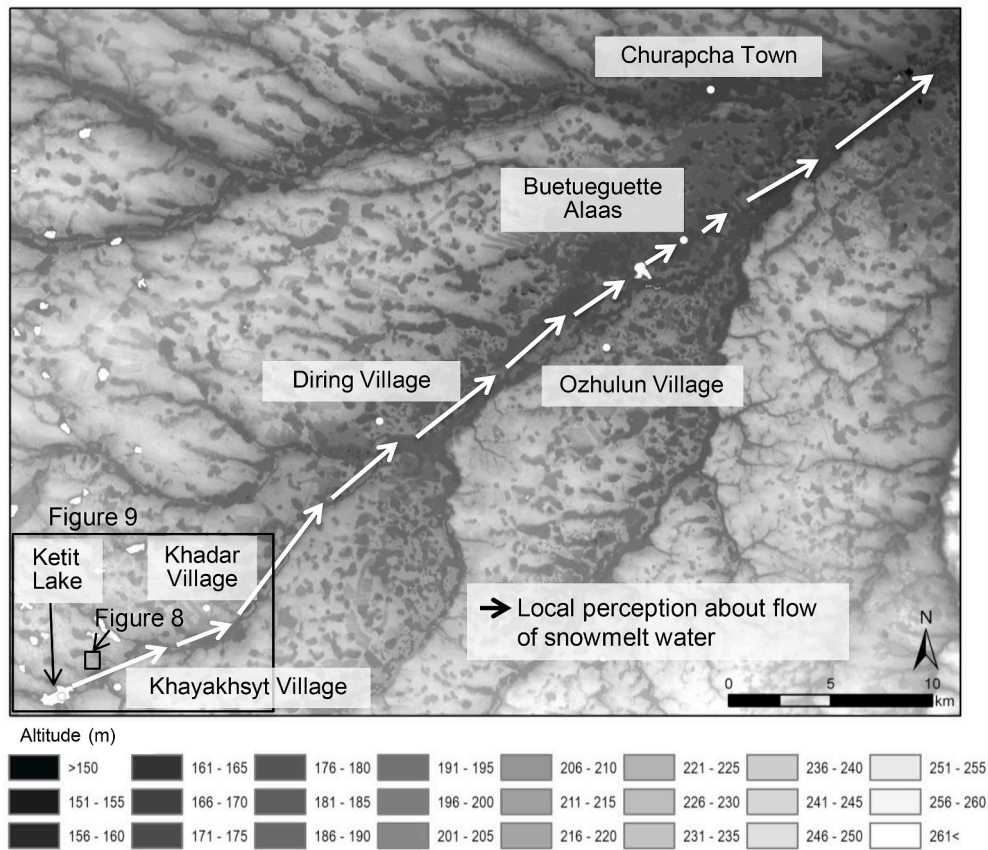 Churapcha Town
Buetueguette
Alaas
Diring Village
Ozhulun Village
Figure 9
Ketit
Lake
Khadar
Village
Figure 8
Khayakhsyt Village
Local perception about flow
of snowmelt water
N
0 5 10
km
Altitude (m)
>150 161 - 165 176 - 180 191 - 195 206 - 210 221 - 225 236 - 240 251 - 255
151 - 155 166 - 170 181 - 185 196 - 200 211 - 215 226 - 230 241 - 245 256 - 260
156 - 160 171 - 175 186 - 190 201 - 205 216 - 220 231 - 235 246 - 250 261<